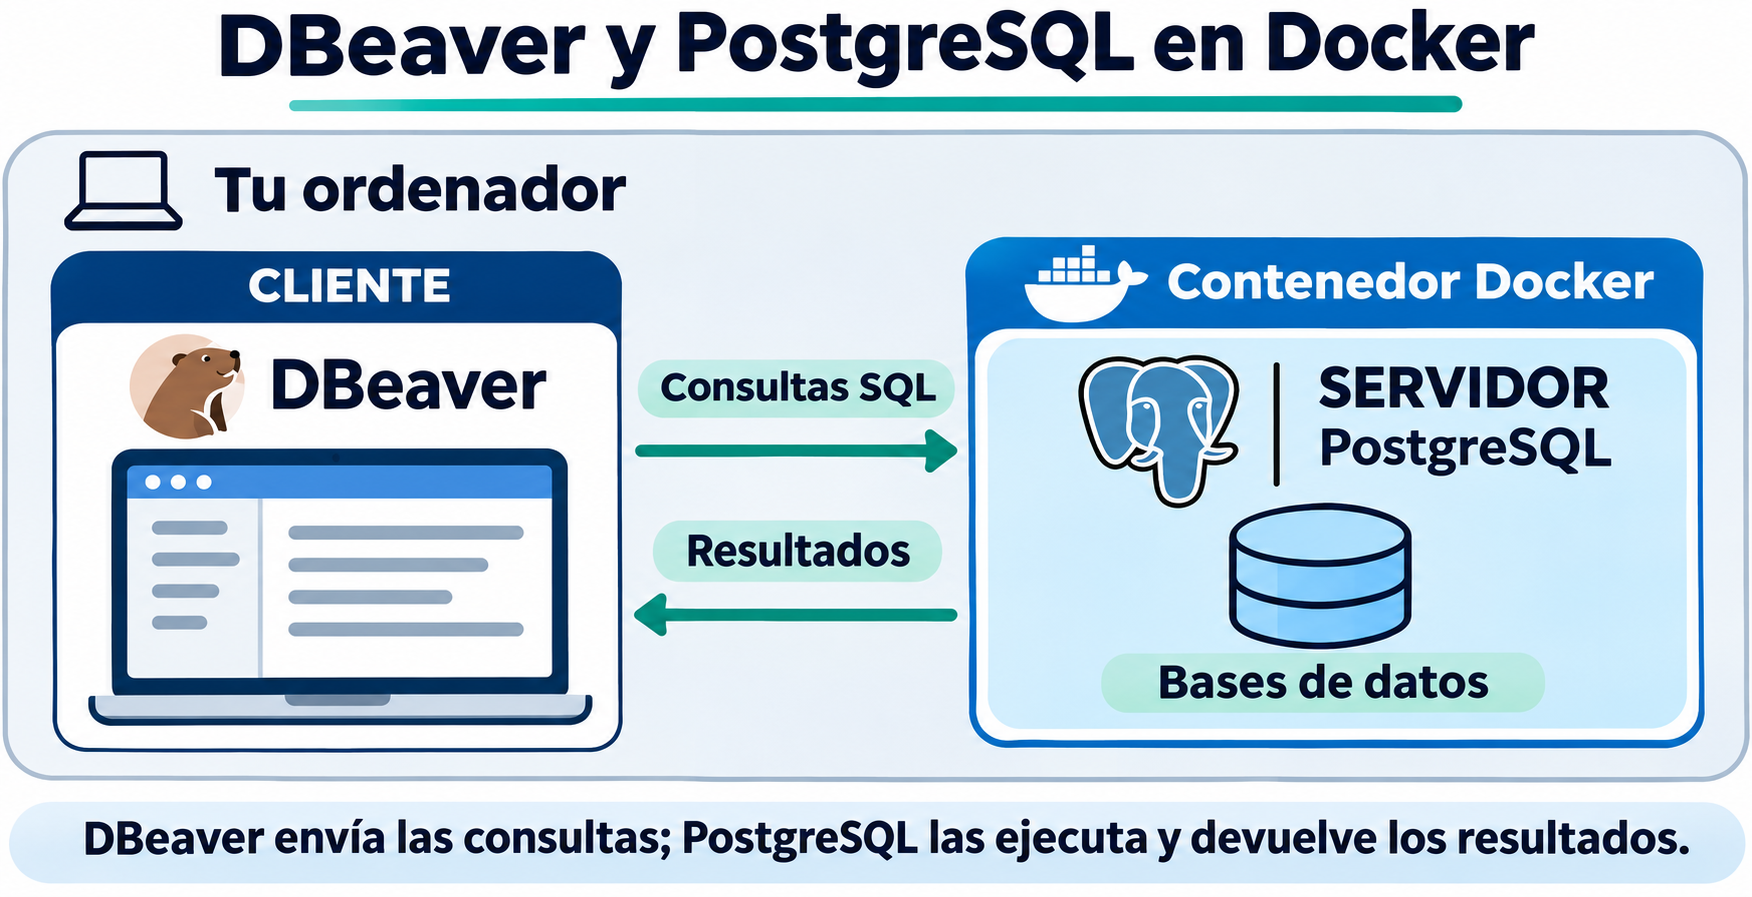 DBeaver y PostgreSQL en Docker
Tu ordenador
CLIENTE
DBeaver
Consultas SQL
Resultados
Contenedor Docker
SERVIDOR
PostgreSQL
Bases de datos
DBeaver envía las consultas; PostgreSQL las ejecuta y devuelve los resultados.